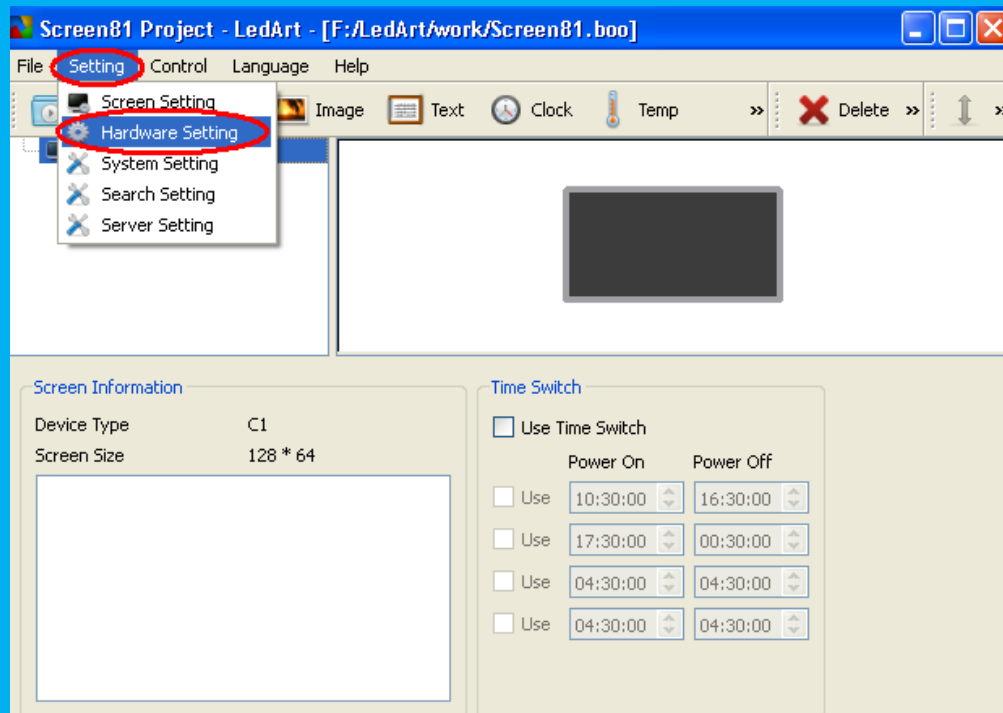 Screen81 Project - LedArt - [F:/LedArt/work/Screen81.boo]
File Setting Control Language Help
Image Text Clock Temp » Delete » »
Screen Setting
Hardware Setting
System Setting
Search Setting
Server Setting
Screen Information
Device Type C1
Screen Size 128 * 64
Time Switch
Use Time Switch
Power On Power Off
Use 10:30:00 16:30:00
Use 17:30:00 00:30:00
Use 04:30:00 04:30:00
Use 04:30:00 04:30:00